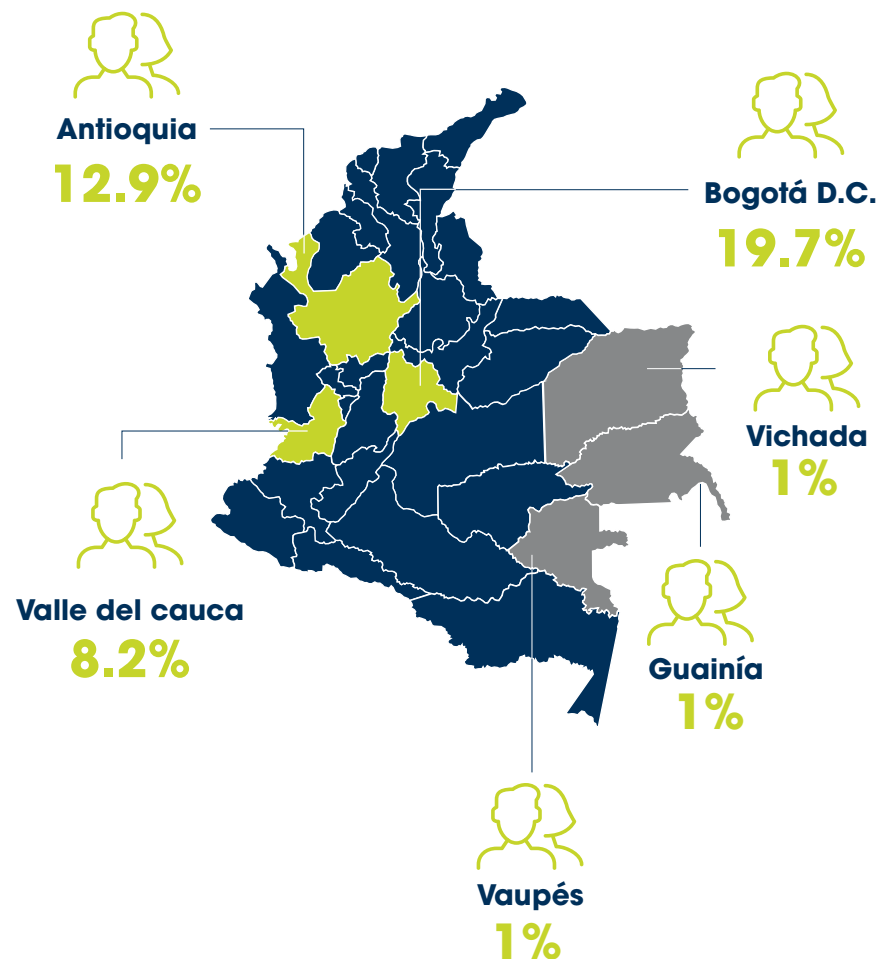 Antioquia
12.9%
Bogotá D.C.
19.7%
Vichada
1%
Valle del cauca
8.2%
Guainía
1%
Vaupés
1%